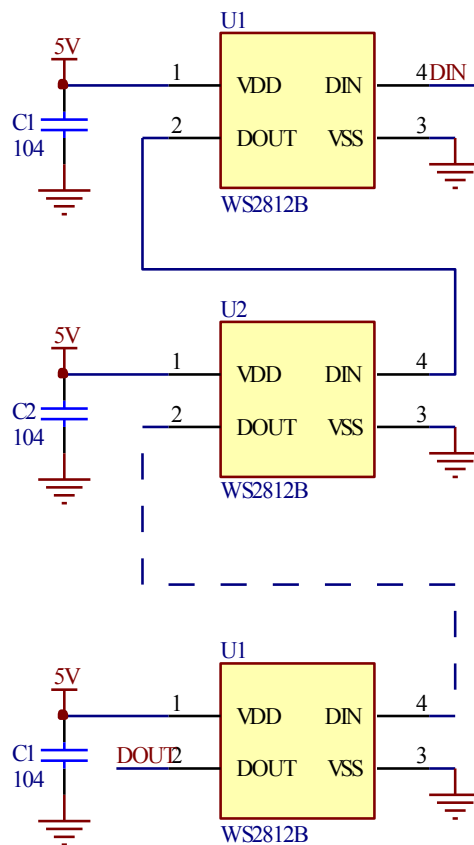 U1
5V
1 VDD DIN 4 DIN
C1
104
2 DOUT VSS 3
WS2812B
U2
5V
1 VDD DIN 4
C2
104
2 DOUT VSS 3
WS2812B
U1
5V
1 VDD DIN 4
C1
104
DOUT 2 DOUT VSS 3
WS2812B